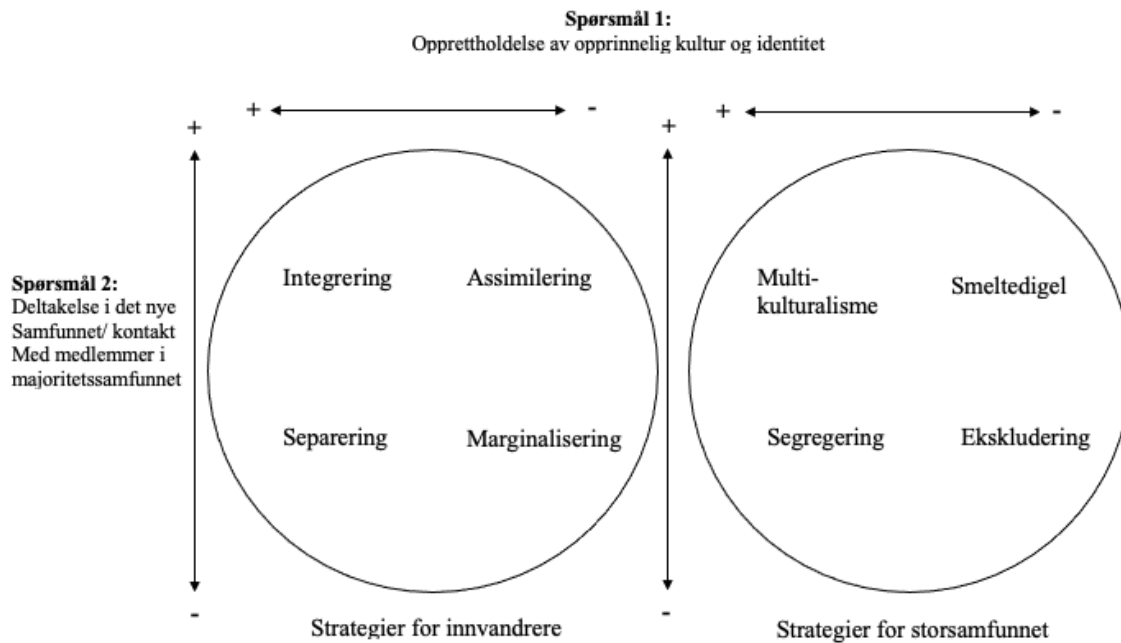 Spørsmål 1:
Opprettholdelse av opprinnelig kultur og identitet
+ - + -
+ +
Integrering Assimilering
Multi-
kulturalisme
Smeltedigel
Spørsmål 2:
Deltakelse i det nye
Samfunnet/ kontakt
Med medlemmer i
majoritetssamfunnet
Separering Marginalisering
Segregering Ekskludering
- -
Strategier for innvandrere
Strategier for storsamfunnet